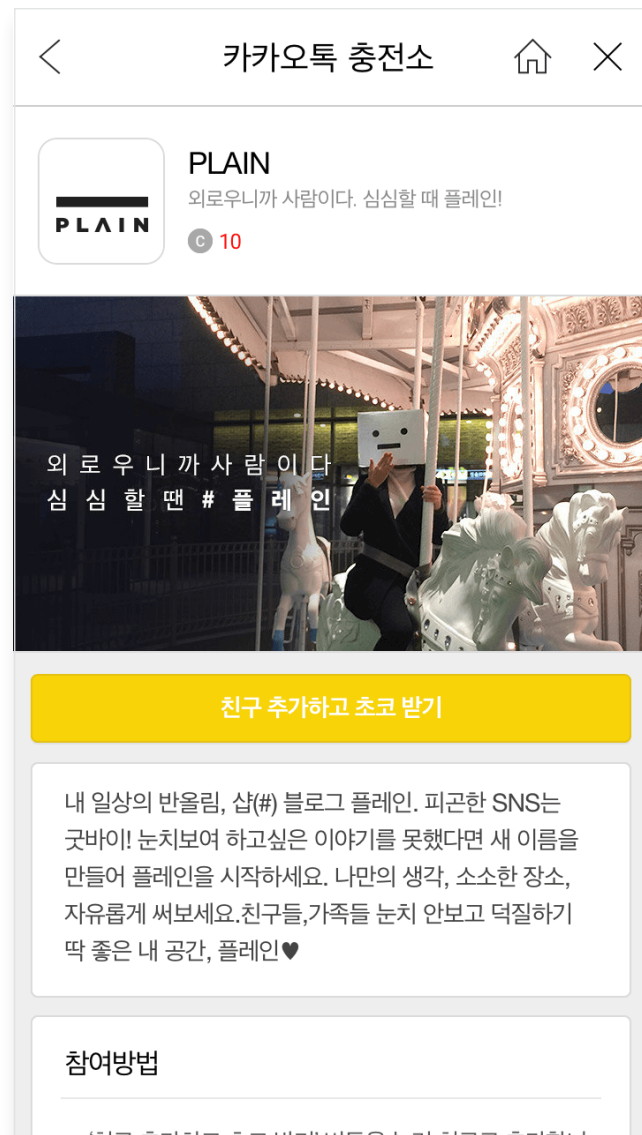 카카오톡 충전소
PLAIN
PLAIN
외로우니까 사람이다. 심심할 때 플레인!
C 10
외로우니까사람이다
심심할땐#플레인
친구 추가하고 초코 받기
내 일상의 반올림, 샵(#) 블로그 플레인. 피곤한 SNS는
굿바이! 눈치보여 하고싶은 이야기를 못했다면 새 이름을
만들어 플레인을 시작하세요. 나만의 생각, 소소한 장소,
자유롭게 써보세요.친구들,가족들 눈치 안보고 덕질하기
딱 좋은 내 공간, 플레인♥
참여방법